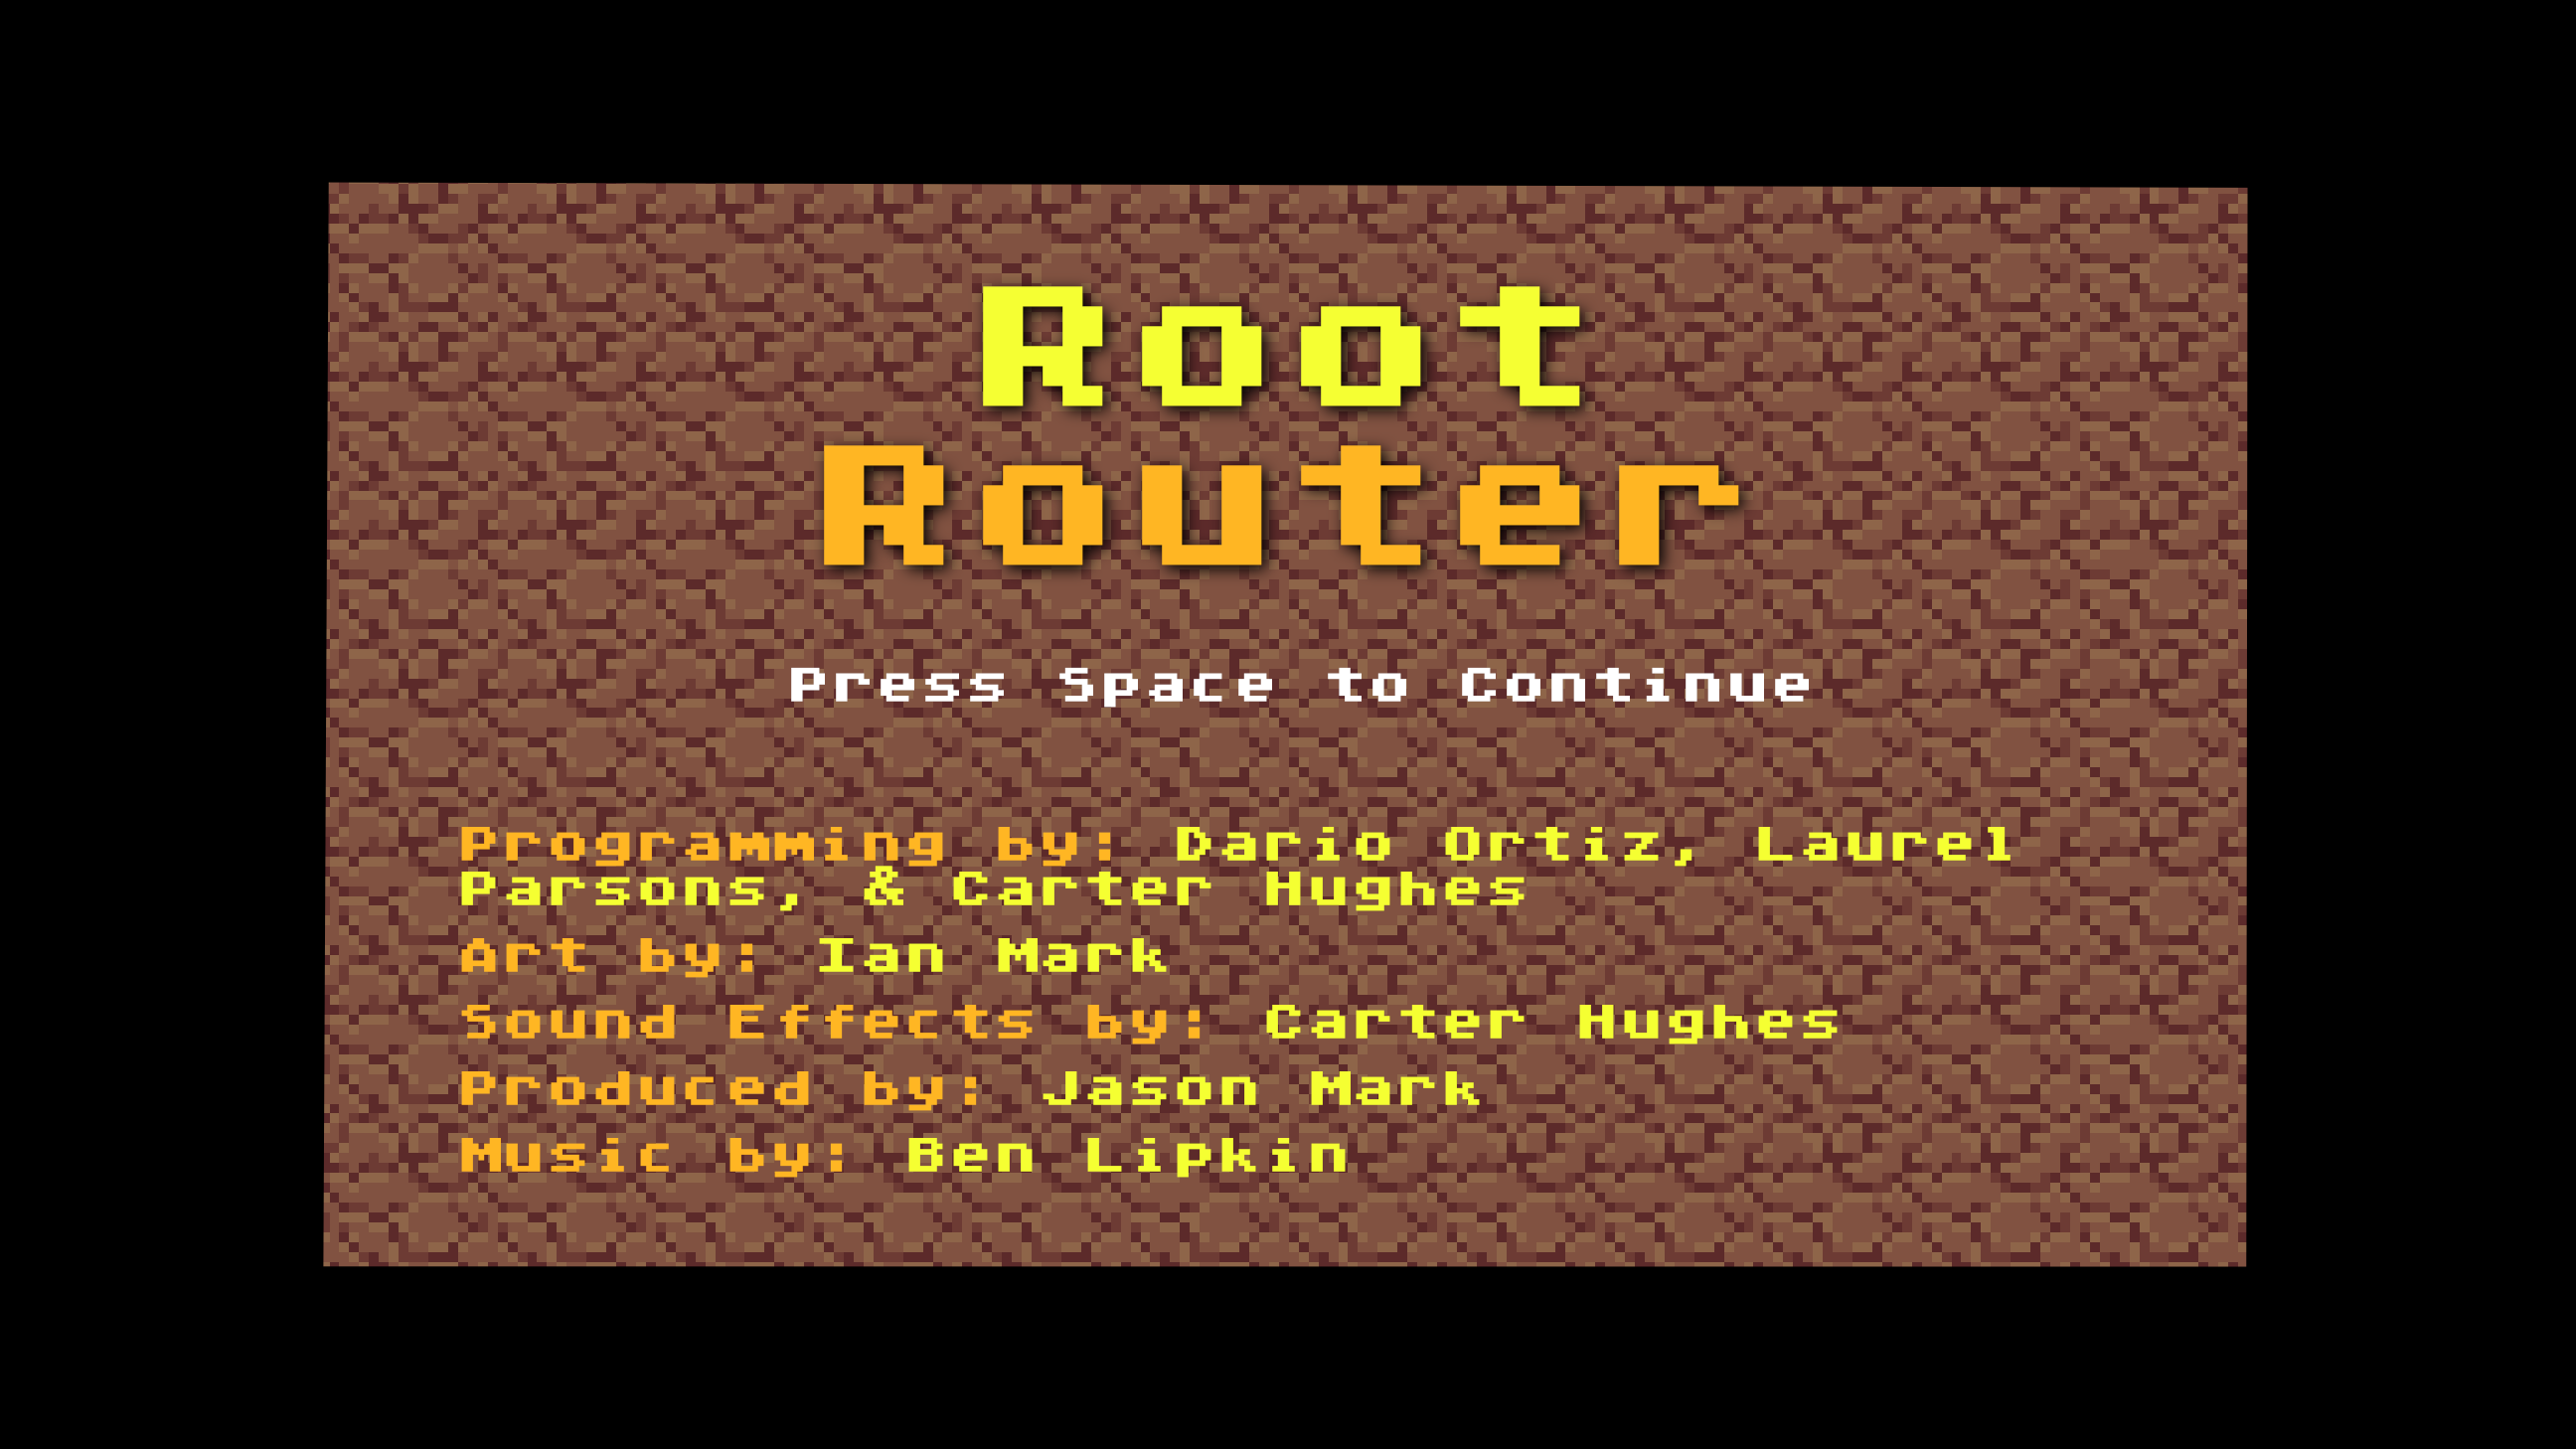 Root
Router
Press Space to Continue
Programming by: Dario Ortiz, Laurel
Parsons, & Carter Hughes
Art by: Ian Mark
Sound Effects by: Carter Hughes
Produced by: Jason Mark
Music by: Ben Lipkin